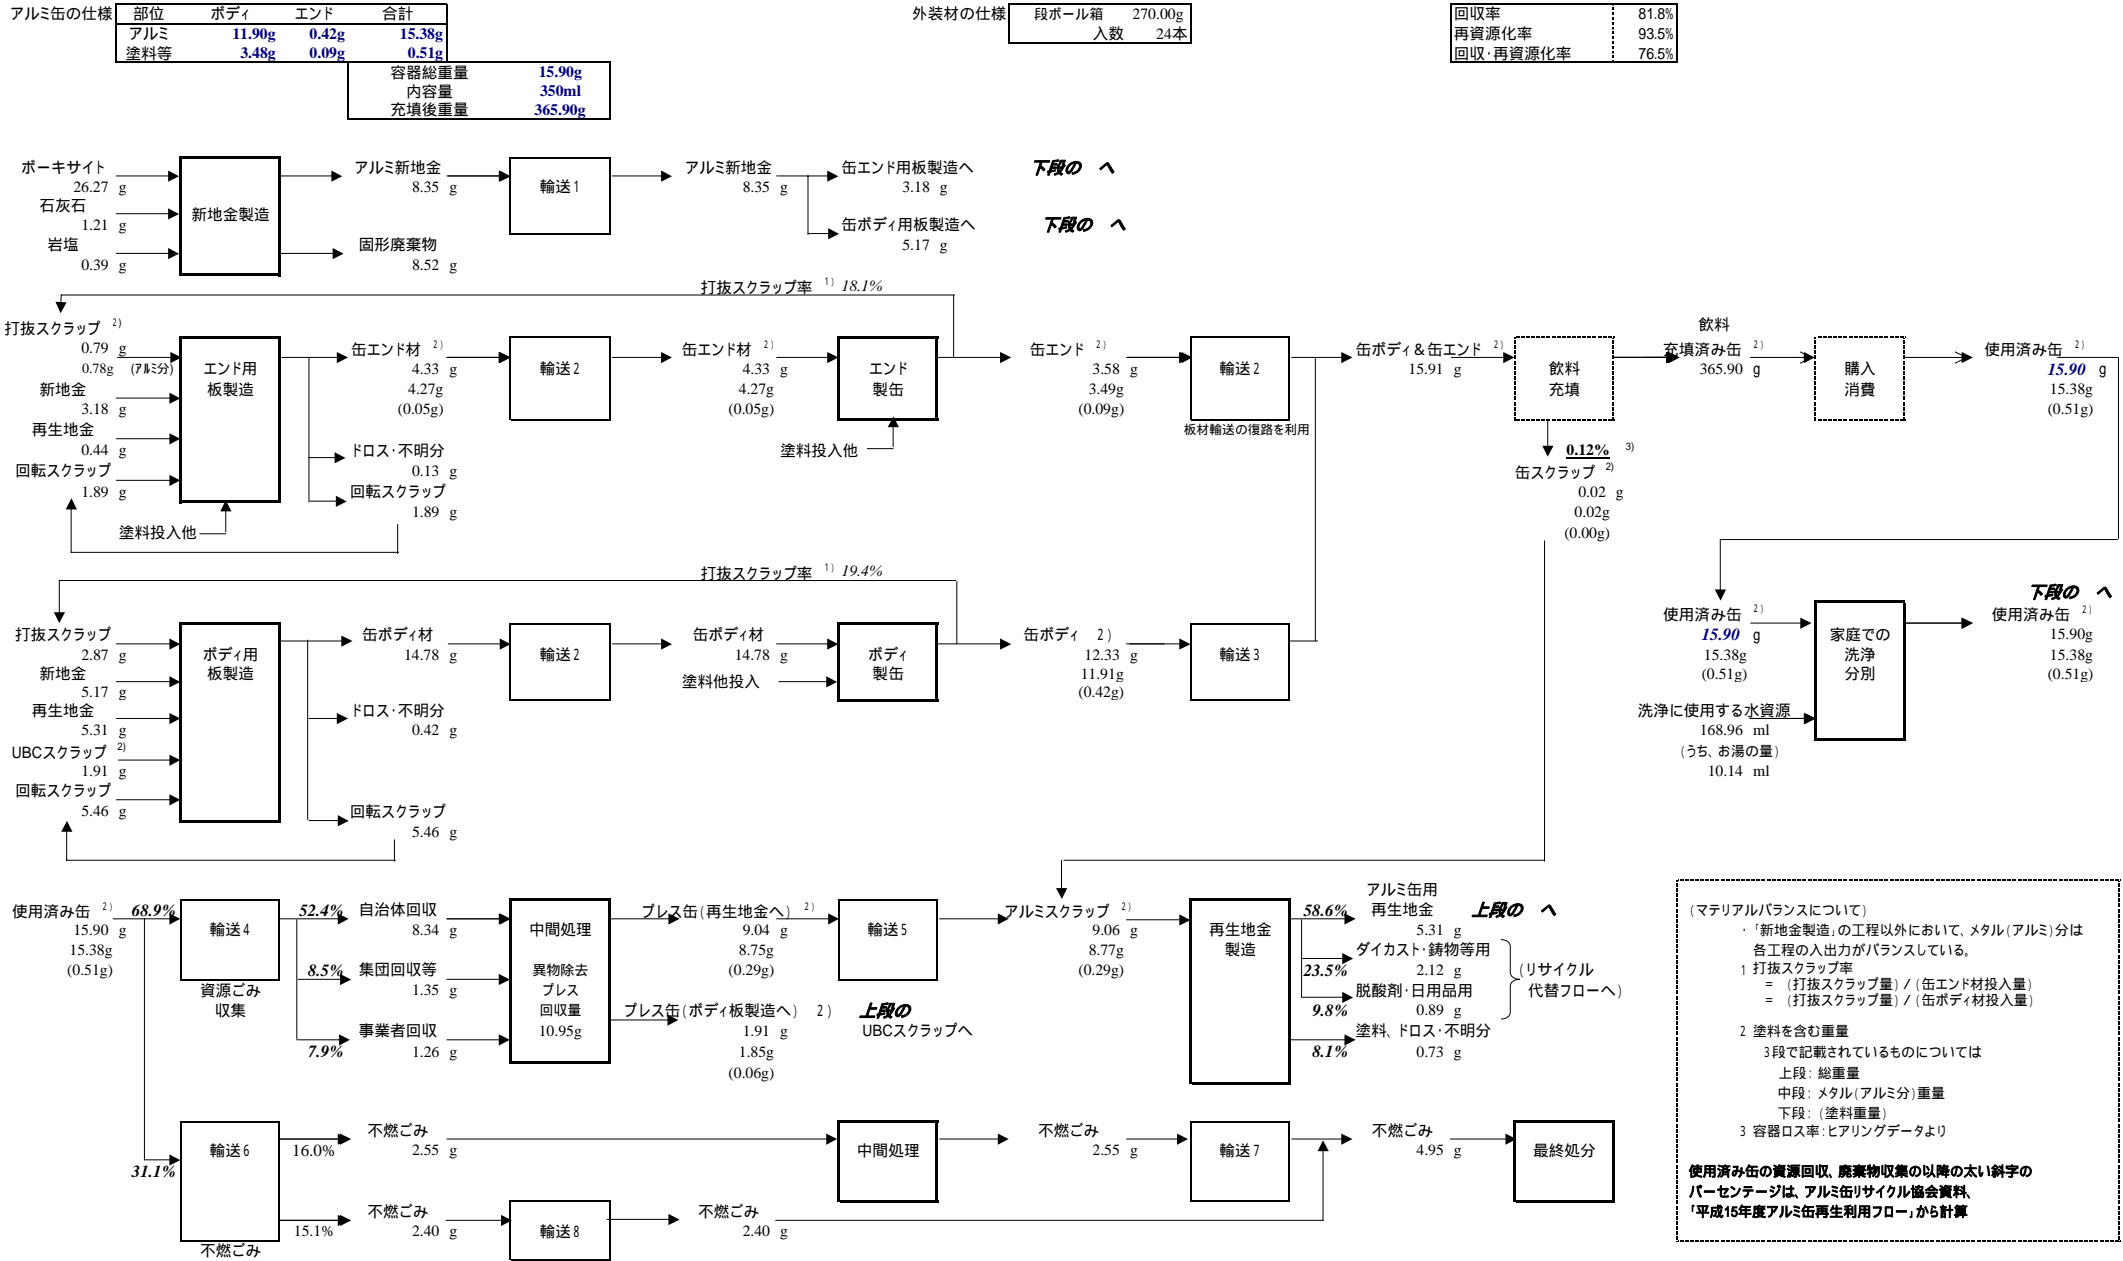 アルミ缶の仕様
部位 ボディ エンド 合計
アルミ 11.90g 0.42g 15.38g
塗料等 3.48g 0.09g 0.51g
容器総重量 15.90g
内容量 350ml
充填後重量 365.90g
外装材の仕様
段ボール箱 270.00g
入数 24本
回収率 81.8%
再資源化率 93.5%
回収・再資源化率 76.5%
ボーキサイト
26.27 g
石灰石
1.21 g
岩塩
0.39 g
新地金製造
アルミ新地金
8.35 g
固形廃棄物
8.52 g
輸送1
アルミ新地金
8.35 g
缶エンド用板製造へ
3.18 g
下段の へ
缶ボディ用板製造へ
5.17 g
下段の へ
打抜スクラップ率 1) 18.1%
打抜スクラップ 2)
0.79 g
0.78g (アルミ分)
新地金
3.18 g
再生地金
0.44 g
回転スクラップ
1.89 g
塗料投入他
エンド用
板製造
缶エンド材 2)
4.33 g
4.27g
(0.05g)
ドロス・不明分
0.13 g
回転スクラップ
1.89 g
輸送2
缶エンド材 2)
4.33 g
4.27g
(0.05g)
塗料投入他
エンド
製缶
缶エンド 2)
3.58 g
3.49g
(0.09g)
輸送2
板材輸送の復路を利用
缶ボディ＆缶エンド 2)
15.91 g
飲料
充填
0.12% 3)
缶スクラップ 2)
0.02 g
0.02g
(0.00g)
飲料
充填済み缶 2)
365.90 g
購入
消費
使用済み缶 2)
15.90 g
15.38g
(0.51g)
打抜スクラップ率 1) 19.4%
打抜スクラップ
2.87 g
新地金
5.17 g
再生地金
5.31 g
UBCスクラップ 2)
1.91 g
回転スクラップ
5.46 g
ボディ用
板製造
缶ボディ材
14.78 g
ドロス・不明分
0.42 g
回転スクラップ
5.46 g
輸送2
缶ボディ材
14.78 g
塗料他投入
ボディ
製缶
缶ボディ 2)
12.33 g
11.91g
(0.42g)
輸送3
使用済み缶 2)
15.90 g
15.38g
(0.51g)
洗浄に使用する水資源
168.96 ml
(うち、お湯の量)
10.14 ml
家庭での
洗浄
分別
下段の へ
使用済み缶 2)
15.90g
15.38g
(0.51g)
使用済み缶 2)
15.90 g
15.38g
(0.51g)
68.9%
輸送4
資源ごみ
収集
52.4% 自治体回収
8.34 g
8.5% 集団回収等
1.35 g
事業者回収
7.9% 1.26 g
中間処理
異物除去
プレス
回収量
10.95g
プレス缶(再生地金へ) 2)
9.04 g
8.75g
(0.29g)
プレス缶(ボディ板製造へ) 2)
1.91 g
1.85g
(0.06g)
上段の
UBCスクラップへ
輸送5
アルミスクラップ 2)
9.06 g
8.77g
(0.29g)
再生地金
製造
アルミ缶用
58.6% 再生地金 上段の へ
5.31 g
ダイカスト・鋳物等用
23.5% 2.12 g
脱酸剤・日用品用
9.8% 0.89 g
(リサイクル
代替フローへ)
塗料、ドロス・不明分
8.1% 0.73 g
31.1%
輸送6
不燃ごみ
16.0% 不燃ごみ
2.55 g
15.1% 不燃ごみ
2.40 g
輸送8
不燃ごみ
2.40 g
中間処理
不燃ごみ
2.55 g
輸送7
不燃ごみ
4.95 g
最終処分
(マテリアルバランスについて)
・「新地金製造」の工程以外において、メタル(アルミ)分は
各工程の入出力がバランスしている。
1 打抜スクラップ率
= (打抜スクラップ量) / (缶エンド材投入量)
= (打抜スクラップ量) / (缶ボディ材投入量)
2 塗料を含む重量
3段で記載されているものについては
上段: 総重量
中段: メタル(アルミ分)重量
下段: (塗料重量)
3 容器ロス率:ヒアリングデータより
使用済み缶の資源回収、廃棄物収集の以降の太い斜字の
パーセンテージは、アルミ缶リサイクル協会資料、
「平成15年度アルミ缶再生利用フロー」から計算